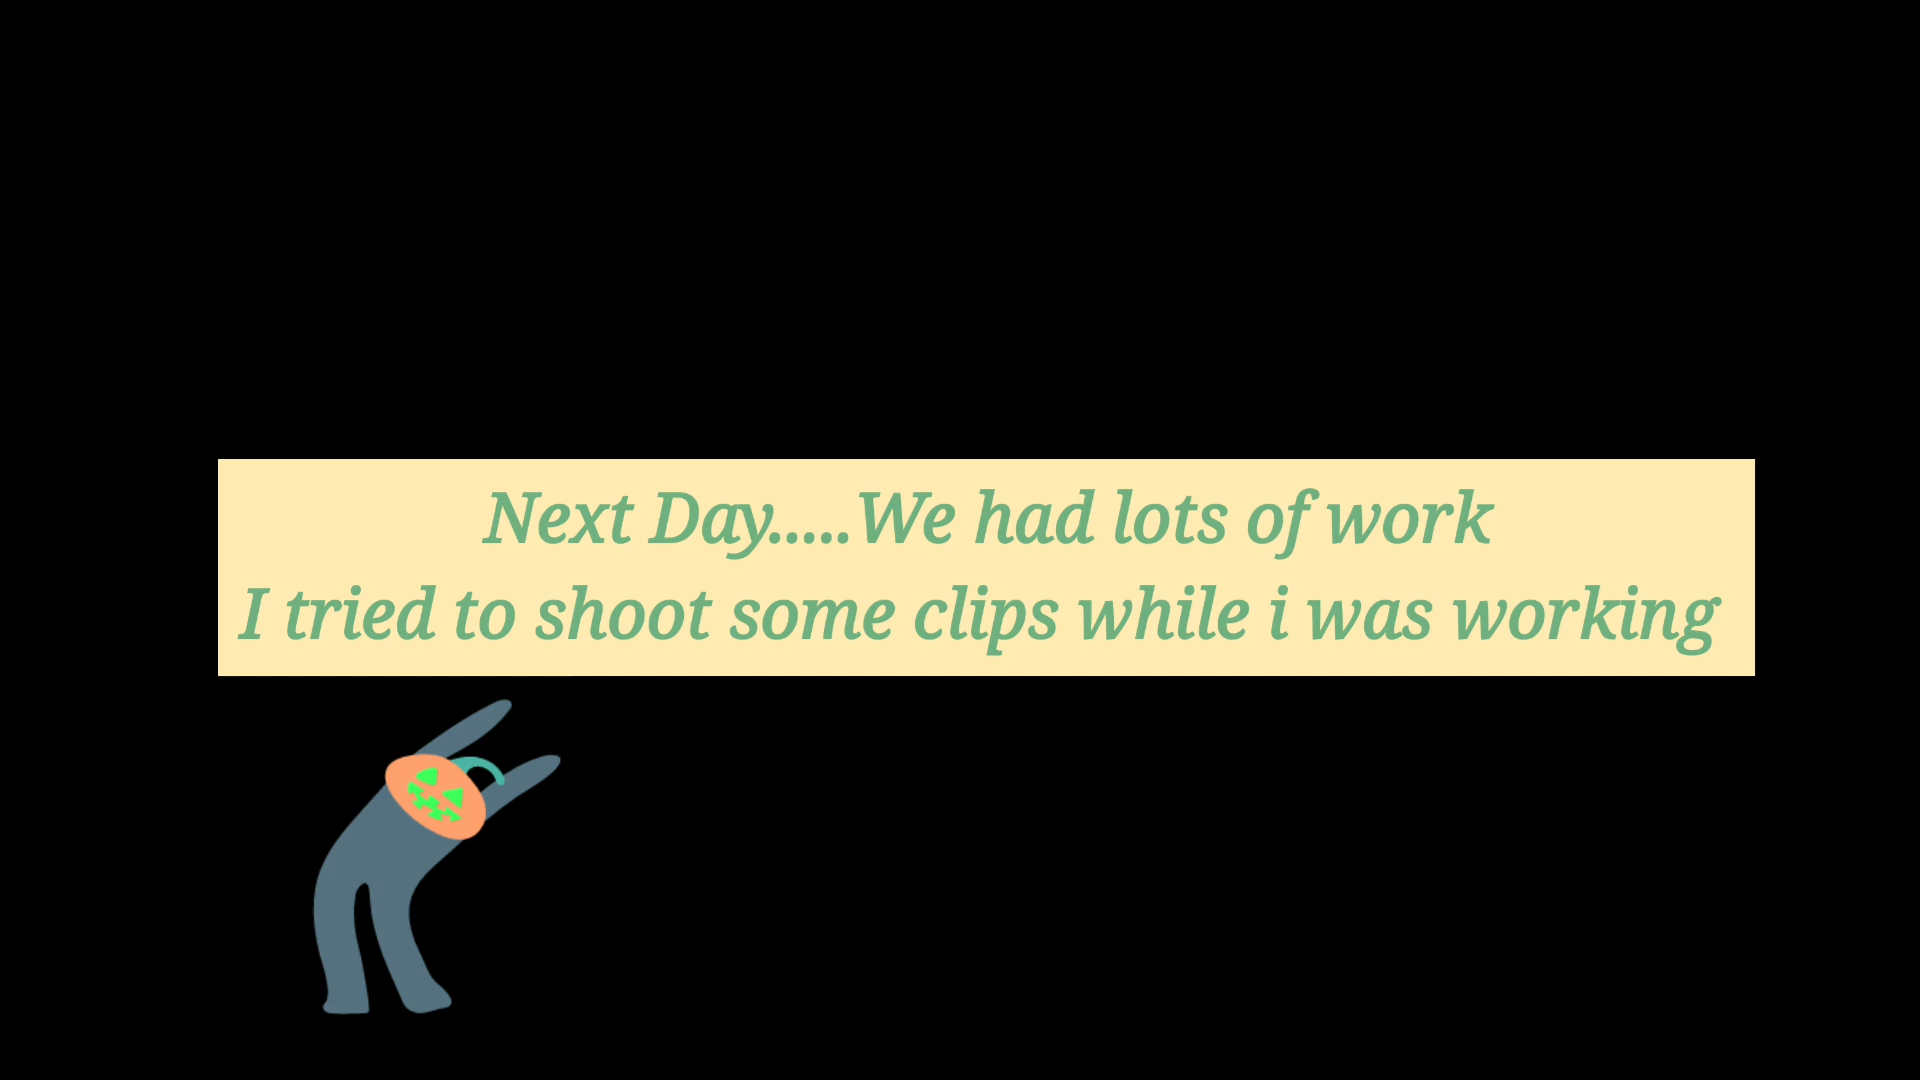 Next Day.....We had lots of work
I tried to shoot some clips while i was working